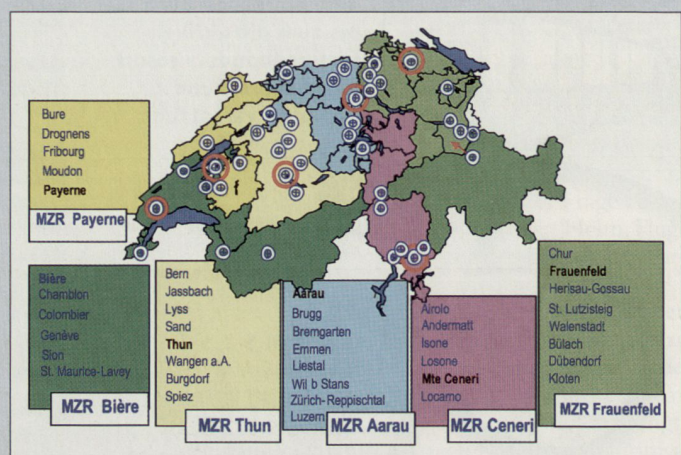 Bure
Drognens
Fribourg
Moudon
Payerne
MZR Payerne
Bière
Chamblon
Colombier
Genève
Sion
St. Maurice-Lavey
MZR Bière
Bern
Jassbach
Lyss
Sand
Thun
Wangen a.A.
Burgdorf
Spiez
MZR Thun
Aarau
Brugg
Bremgarten
Emmen
Liestal
Wil b Stans
Zürich-Reppischtal
Luzern
MZR Aarau
Airolo
Andermatt
Isone
Losone
Mte Ceneri
Locarno
MZR Ceneri
Chur
Frauenfeld
Herisau-Gossau
St. Lutzisteig
Walenstadt
Bülach
Dübendorf
Kloten
MZR Frauenfeld